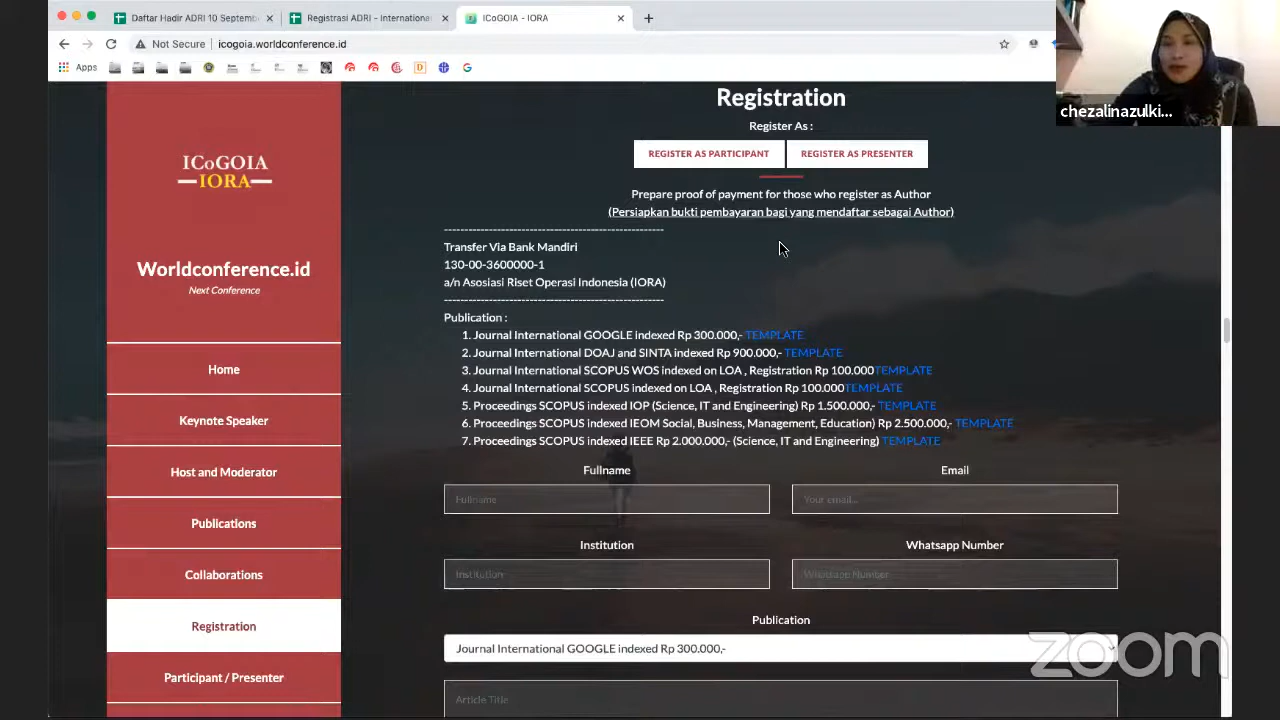 Daftar Hadir ADRI 10 Septemb
Registrasi ADRI - Internationa
ICoGOIA - IORA
Not Secure
icogoia.worldconference.id
Apps
chezalinazulki...
ICoGOIA
IORA
Worldconference.id
Next Conference
Home
Keynote Speaker
Host and Moderator
Publications
Collaborations
Registration
Participant / Presenter
Registration
Register As :
REGISTER AS PARTICIPANT
REGISTER AS PRESENTER
Prepare proof of payment for those who register as Author
(Persiapkan bukti pembayaran bagi yang mendaftar sebagai Author)
-----------------------------------------------------
Transfer Via Bank Mandiri
130-00-3600000-1
a/n Asosiasi Riset Operasi Indonesia (IORA)
-----------------------------------------------------
Publication :
1. Journal International GOOGLE indexed Rp 300.000,- TEMPLATE
2. Journal International DOAJ and SINTA indexed Rp 900.000,- TEMPLATE
3. Journal International SCOPUS WOS indexed on LOA , Registration Rp 100.000TEMPLATE
4. Journal International SCOPUS indexed on LOA , Registration Rp 100.000TEMPLATE
5. Proceedings SCOPUS indexed IOP (Science, IT and Engineering) Rp 1.500.000,- TEMPLATE
6. Proceedings SCOPUS indexed IEOM Social, Business, Management, Education) Rp 2.500.000,- TEMPLATE
7. Proceedings SCOPUS indexed IEEE Rp 2.000.000,- (Science, IT and Engineering) TEMPLATE
Fullname
Email
Fullname
Your email...
Institution
Whatsapp Number
Institution
Whatsapp Number
Publication
Journal International GOOGLE indexed Rp 300.000,-
Article Title
zoom